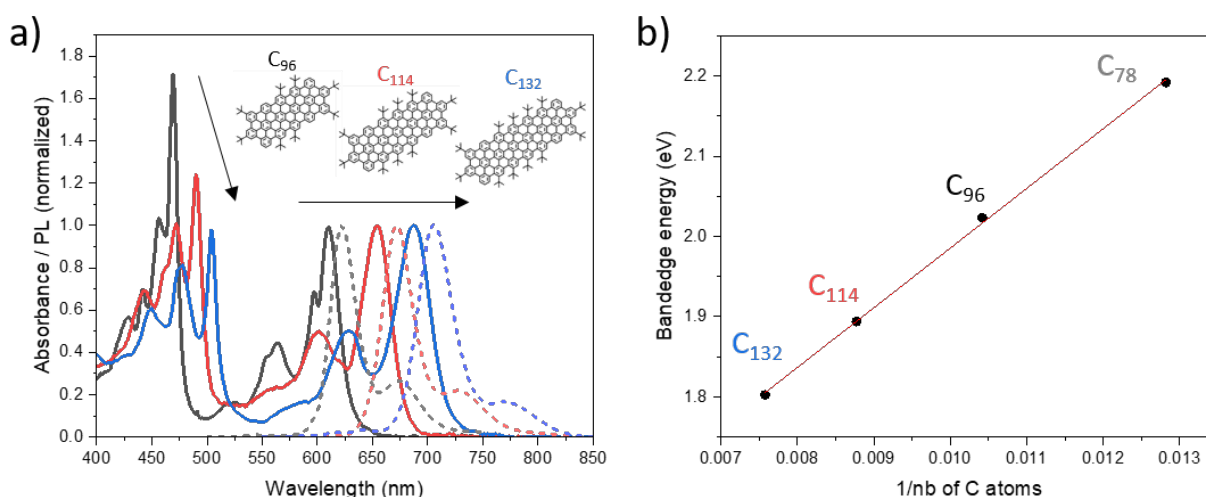 a)
Absorbance / PL (normalized)
1.8
1.6
1.4
1.2
1.0
0.8
0.6
0.4
0.2
0.0
C₉₆
C₁₁₄
C₁₃₂
400 450 500 550 600 650 700 750 800 850
Wavelength (nm)
b)
Bandedge energy (eV)
2.2
2.1
2.0
1.9
1.8
C₇₈
C₉₆
C₁₁₄
C₁₃₂
0.007 0.008 0.009 0.010 0.011 0.012 0.013
1/nb of C atoms